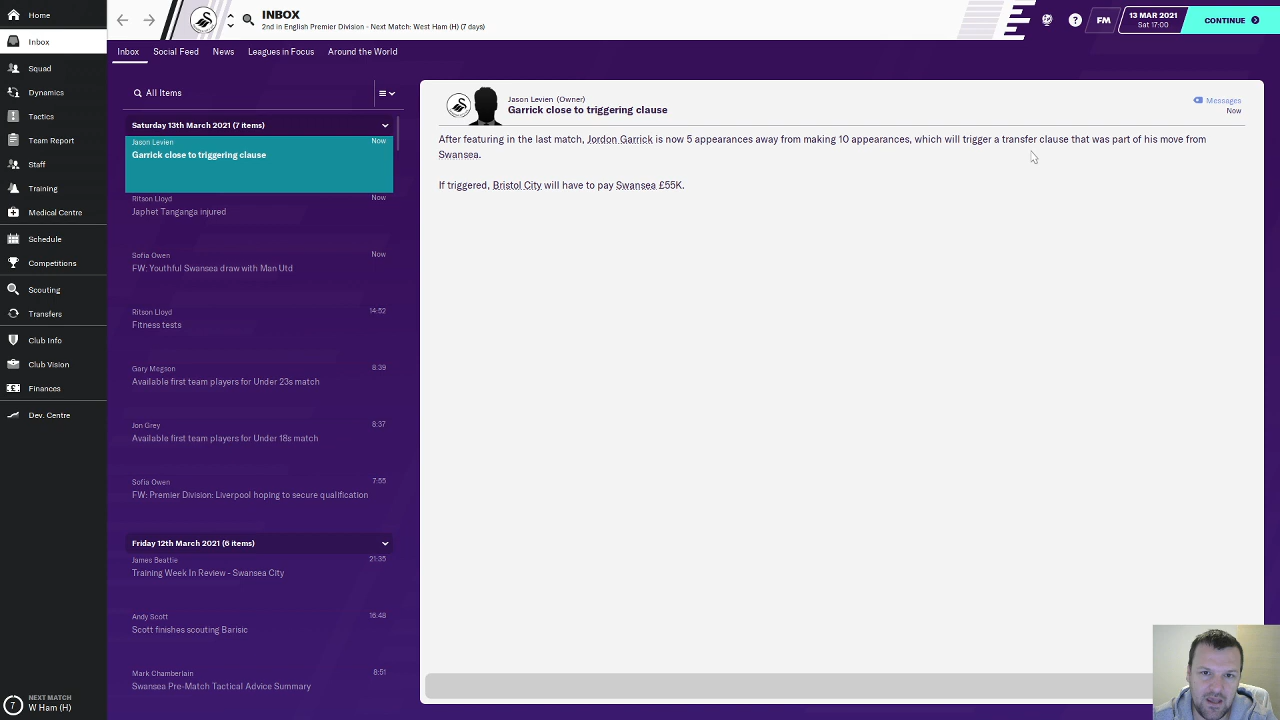 INBOX
2nd in English Premier Division - Next Match: West Ham (H) (7 days)
FM
13 MAR 2021
Sat 17:00
CONTINUE
Home
Inbox
Squad
Dynamics
Tactics
Team Report
Staff
Training
Medical Centre
Schedule
Competitions
Scouting
Transfers
Club Info
Club Vision
Finances
Dev. Centre
NEXT MATCH
7 W Ham (H)
Inbox Social Feed News Leagues in Focus Around the World
All Items
Saturday 13th March 2021 (7 items)
Jason Levien Now
Garrick close to triggering clause
Ritson Lloyd Now
Japhet Tanganga injured
Sofia Owen Now
FW: Youthful Swansea draw with Man Utd
Ritson Lloyd 14:52
Fitness tests
Gary Megson 8:39
Available first team players for Under 23s match
Jon Grey 8:37
Available first team players for Under 18s match
Sofia Owen 7:55
FW: Premier Division: Liverpool hoping to secure qualification
Friday 12th March 2021 (6 items)
James Beattie 21:35
Training Week In Review - Swansea City
Andy Scott 16:48
Scott finishes scouting Barisic
Mark Chamberlain 8:51
Swansea Pre-Match Tactical Advice Summary
Jason Levien (Owner)
Garrick close to triggering clause
Messages
Now
After featuring in the last match, Jordon Garrick is now 5 appearances away from making 10 appearances, which will trigger a transfer clause that was part of his move from
Swansea.
If triggered, Bristol City will have to pay Swansea £55K.